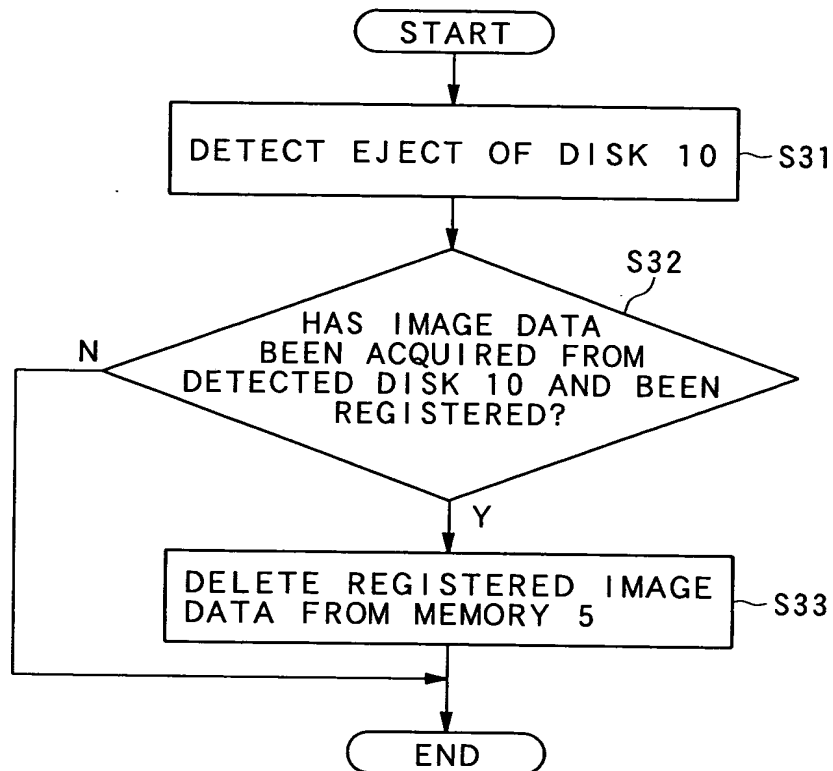 START
DETECT EJECT OF DISK 10
S31
S32
HAS IMAGE DATA
BEEN ACQUIRED FROM
DETECTED DISK 10 AND BEEN
REGISTERED?
N
Y
DELETE REGISTERED IMAGE
DATA FROM MEMORY 5
S33
END